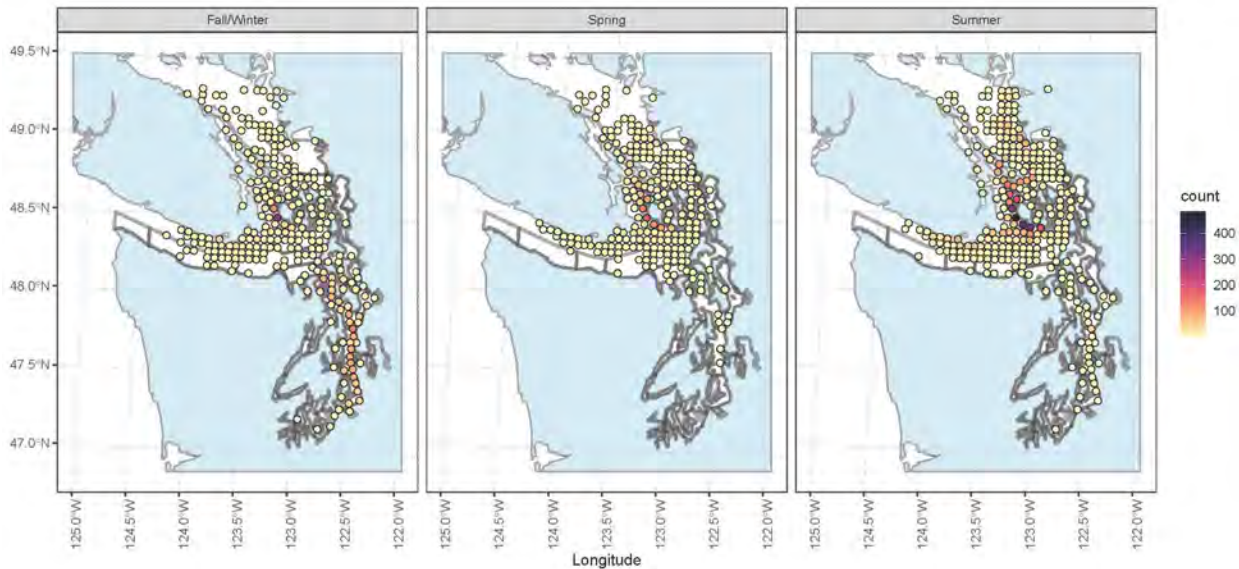 Fall/Winter
Spring
Summer
49.5°N
49.0°N
48.5°N
48.0°N
47.5°N
47.0°N
125.0°W
124.5°W
124.0°W
123.5°W
123.0°W
122.5°W
122.0°W
125.0°W
124.5°W
124.0°W
123.5°W
123.0°W
122.5°W
122.0°W
125.0°W
124.5°W
124.0°W
123.5°W
123.0°W
122.5°W
122.0°W
Longitude
count
400
300
200
100